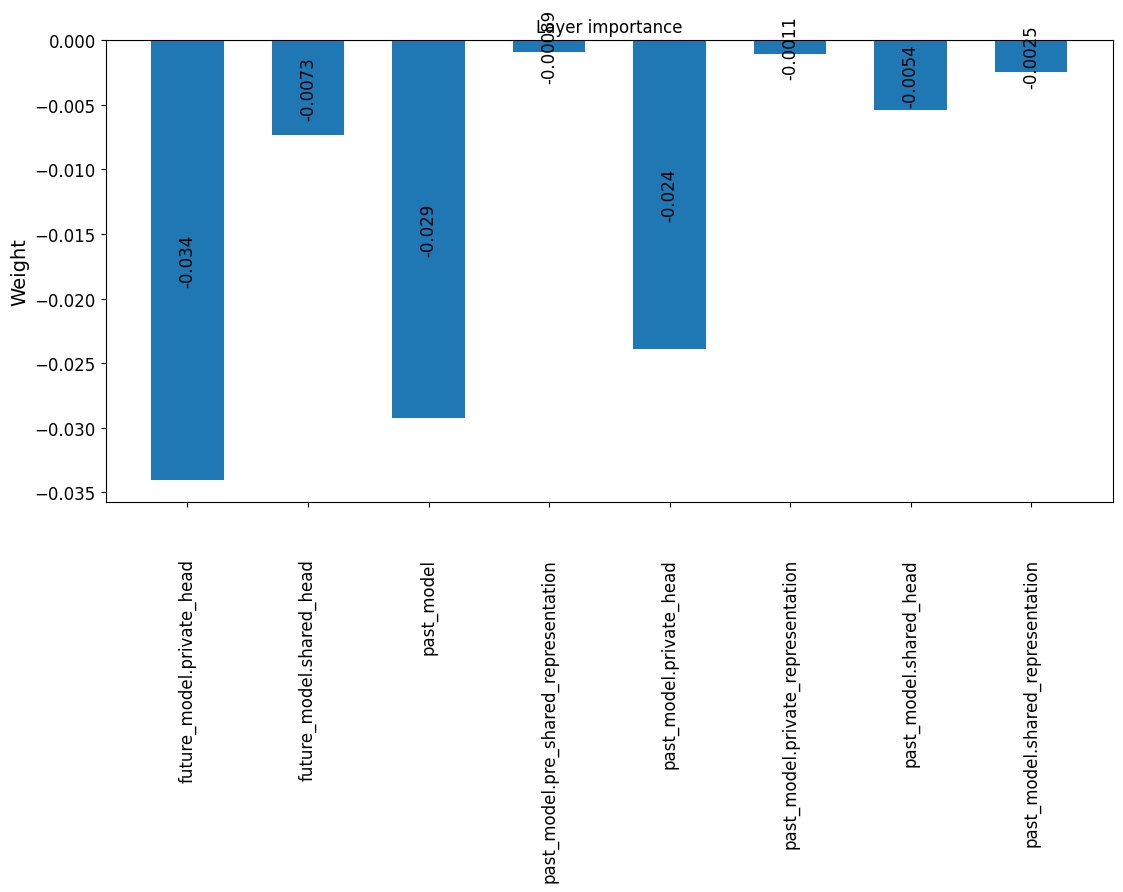 Layer importance
Weight
0.000
−0.005
−0.010
−0.015
−0.020
−0.025
−0.030
−0.035
-0.034
-0.0073
-0.029
-0.00089
-0.024
-0.0011
-0.0054
-0.0025
future_model.private_head
future_model.shared_head
past_model
past_model.pre_shared_representation
past_model.private_head
past_model.private_representation
past_model.shared_head
past_model.shared_representation